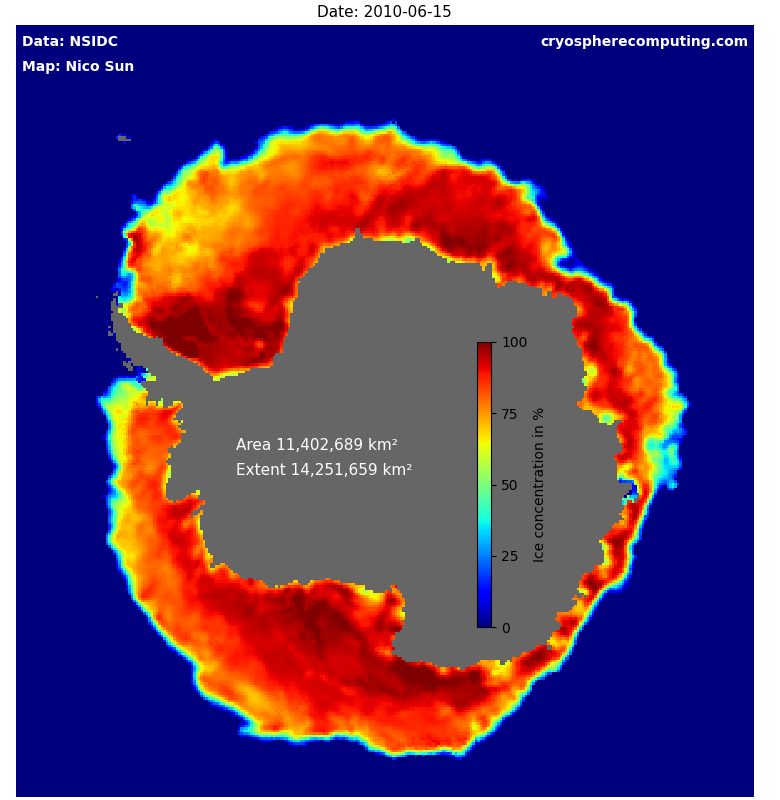 Date: 2010-06-15
Data: NSIDC
cryospherecomputing.com
Map: Nico Sun
100
75
50
25
0
Ice concentration in %
Area 11,402,689 km²
Extent 14,251,659 km²